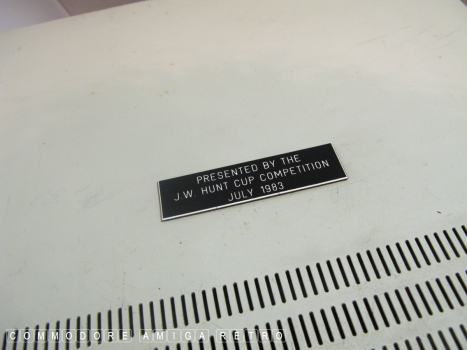 PRESENTED BY THE
J.W. HUNT CUP COMPETITION
JULY 1983
COMMODORE AMIGA RETRO